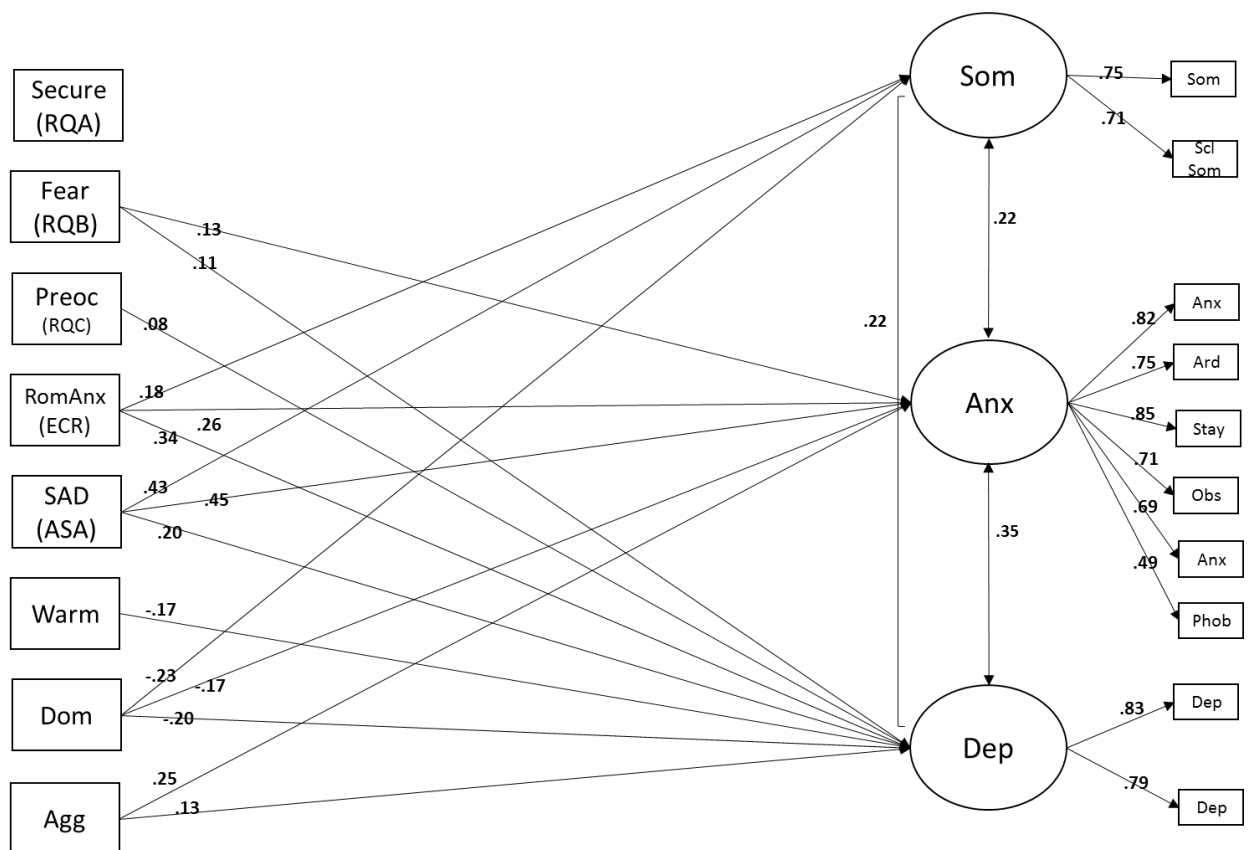 Secure
(RQA)
Fear
(RQB)
Preoc
(RQC)
RomAnx
(ECR)
SAD
(ASA)
Warm
Dom
Agg
.13
.11
.08
.18
.26
.34
.43
.45
.20
-.17
-.23
-.17
-.20
.25
.13
Som
Anx
Dep
.22
.22
.35
.75
.71
.82
.75
.85
.71
.69
.49
.83
.79
Som
Scl
Som
Anx
Ard
Stay
Obs
Anx
Phob
Dep
Dep